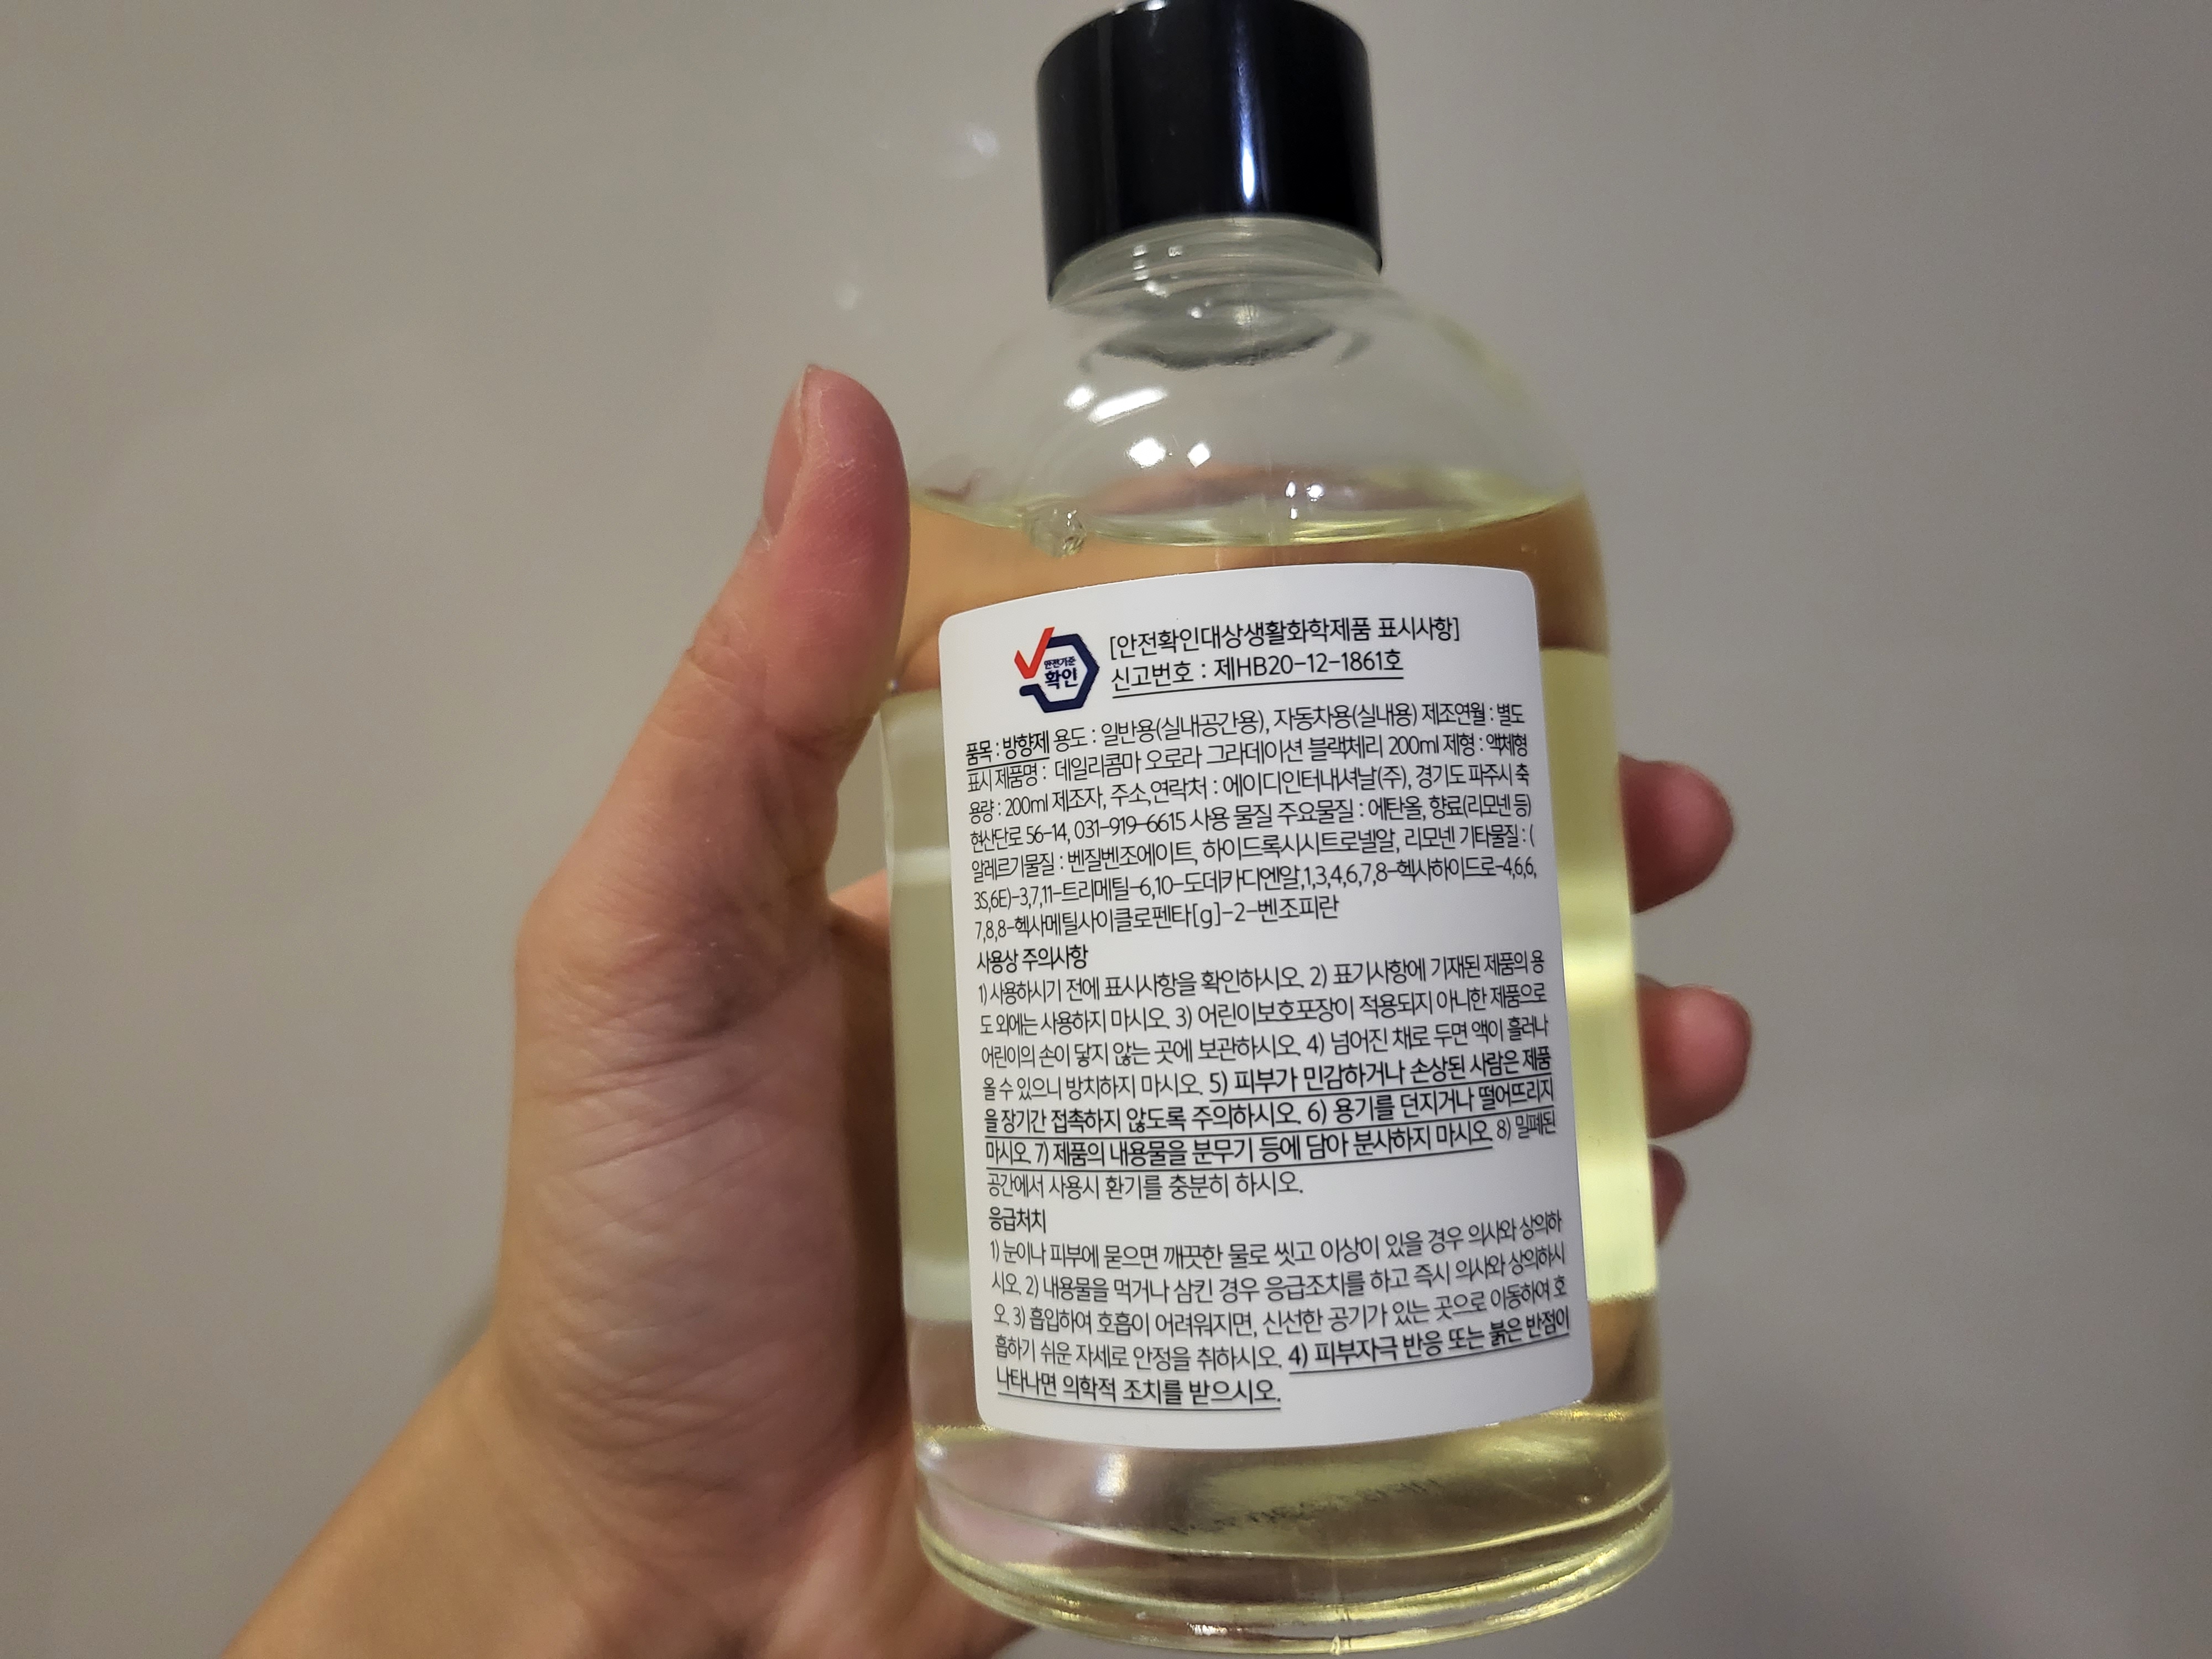 안전기준
확인
[안전확인대상생활화학제품 표시사항]
신고번호 : 제HB20-12-1861호
품목 : 방향제 용도 : 일반용(실내공간용), 자동차용(실내용) 제조연월 : 별도
표시 제품명 : 데일리콤마 오로라 그라데이션 블랙체리 200ml 제형 : 액체형
용량 : 200ml 제조자, 주소,연락처 : 에이디인터내셔날(주), 경기도 파주시 축
현산단로 56-14, 031-919-6615 사용 물질 주요물질 : 에탄올, 향료(리모넨 등)
알레르기물질 : 벤질벤조에이트, 하이드록시시트로넬알, 리모넨 기타물질 : (
3S,6E)-3,7,11-트리메틸-6,10-도데카디엔알,1,3,4,6,7,8-헥사하이드로-4,6,6,
7,8,8-헥사메틸사이클로펜타[g]-2-벤조피란
사용상 주의사항
1) 사용하시기 전에 표시사항을 확인하시오. 2) 표기사항에 기재된 제품의 용
도 외에는 사용하지 마시오. 3) 어린이보호포장이 적용되지 아니한 제품으로
어린이의 손이 닿지 않는 곳에 보관하시오. 4) 넘어진 채로 두면 액이 흘러나
올 수 있으니 방치하지 마시오. 5) 피부가 민감하거나 손상된 사람은 제품
을 장기간 접촉하지 않도록 주의하시오. 6) 용기를 던지거나 떨어뜨리지
마시오. 7) 제품의 내용물을 분무기 등에 담아 분사하지 마시오. 8) 밀폐된
공간에서 사용시 환기를 충분히 하시오.
응급처치
1) 눈이나 피부에 묻으면 깨끗한 물로 씻고 이상이 있을 경우 의사와 상의하
시오. 2) 내용물을 먹거나 삼킨 경우 응급조치를 하고 즉시 의사와 상의하시
오. 3) 흡입하여 호흡이 어려워지면, 신선한 공기가 있는 곳으로 이동하여 호
흡하기 쉬운 자세로 안정을 취하시오. 4) 피부자극 반응 또는 붉은 반점이
나타나면 의학적 조치를 받으시오.